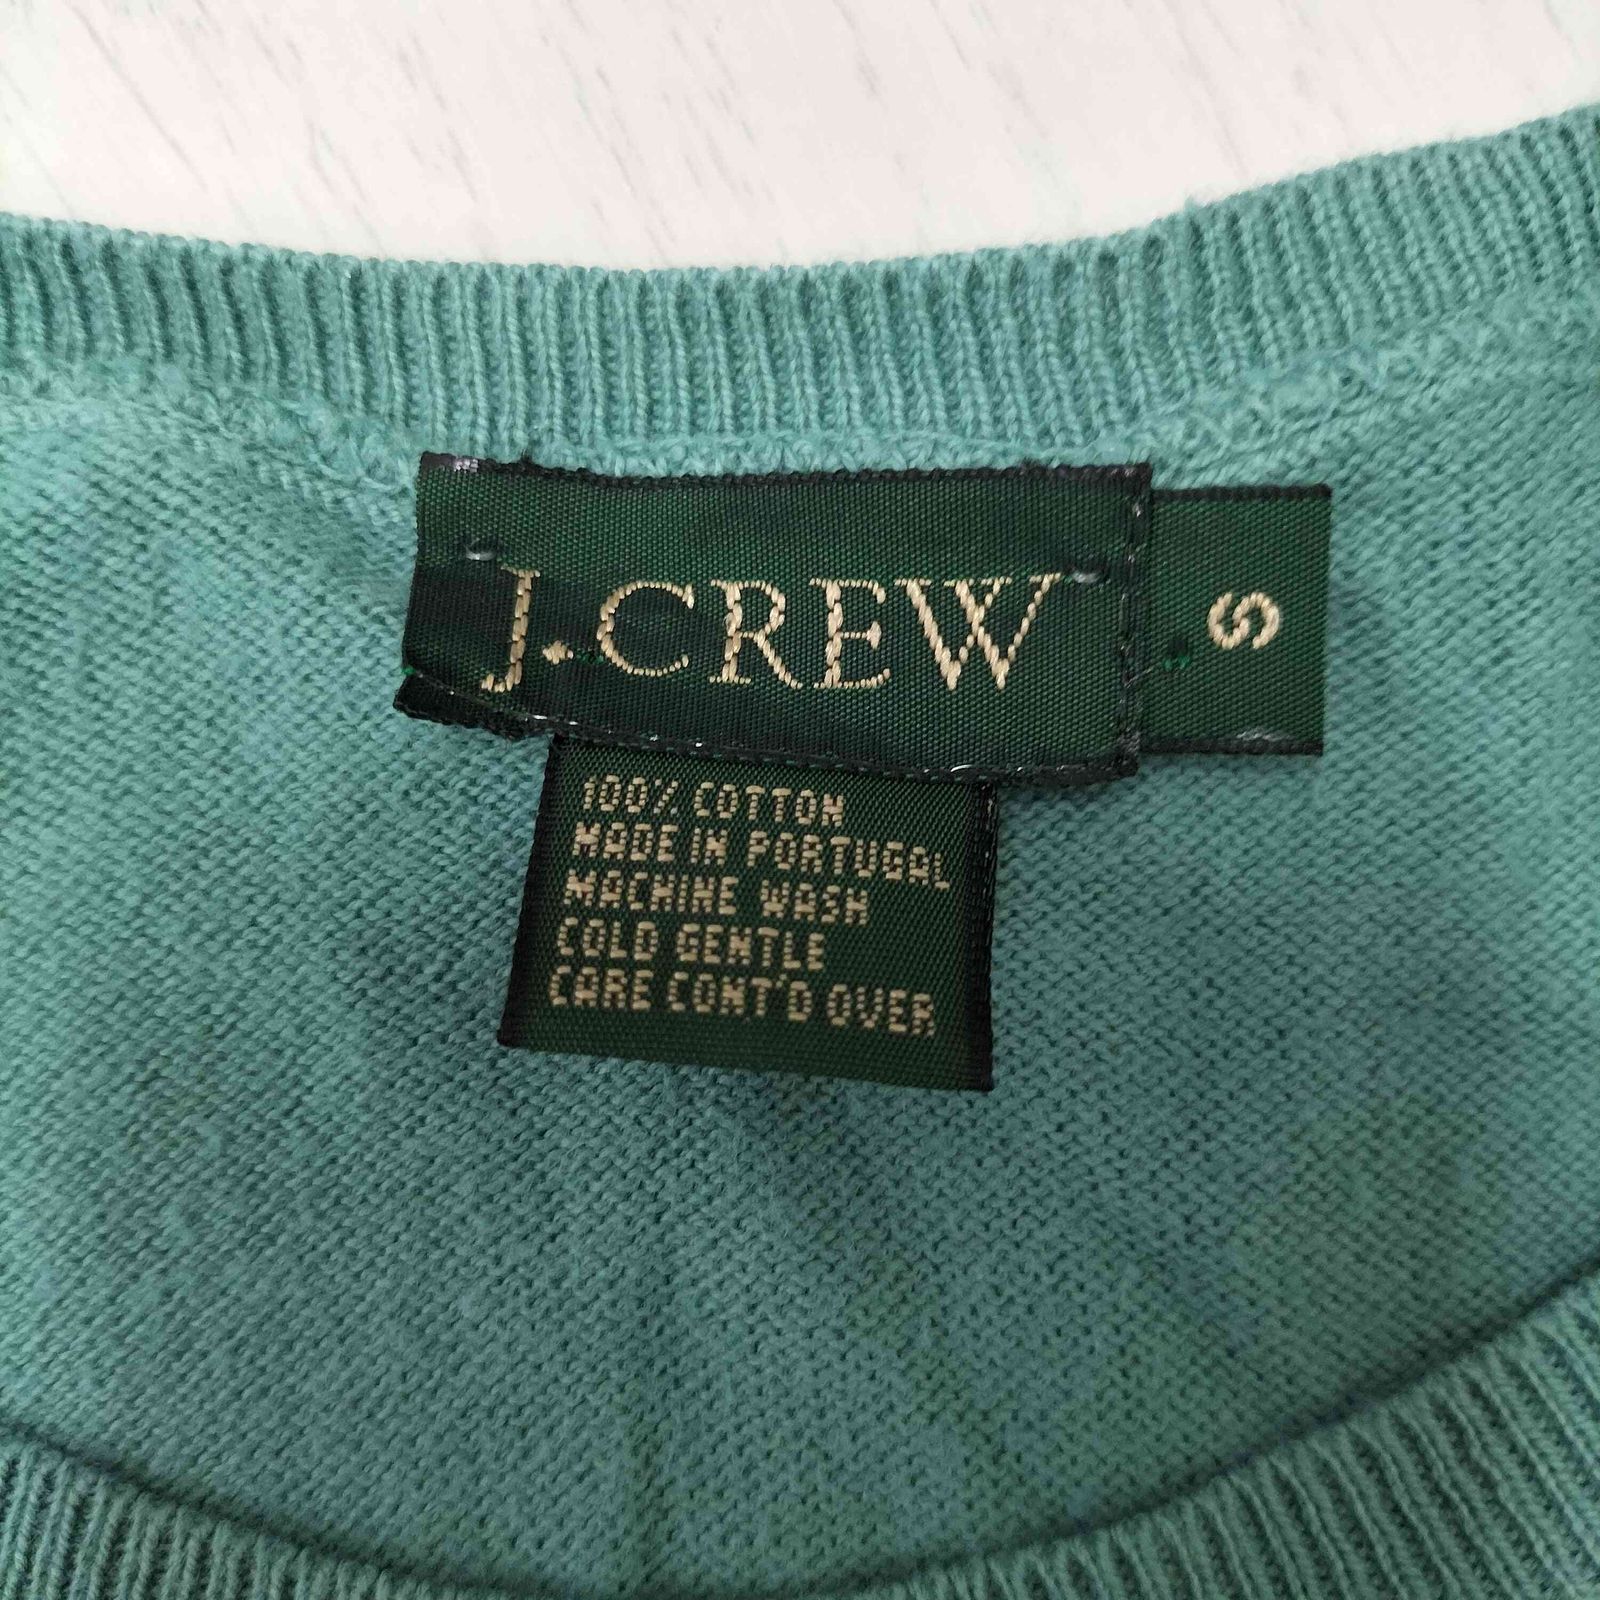 J.CREW
S
100% COTTON
MADE IN PORTUGAL
MACHINE WASH
COLD GENTLE
CARE CONT'D OVER